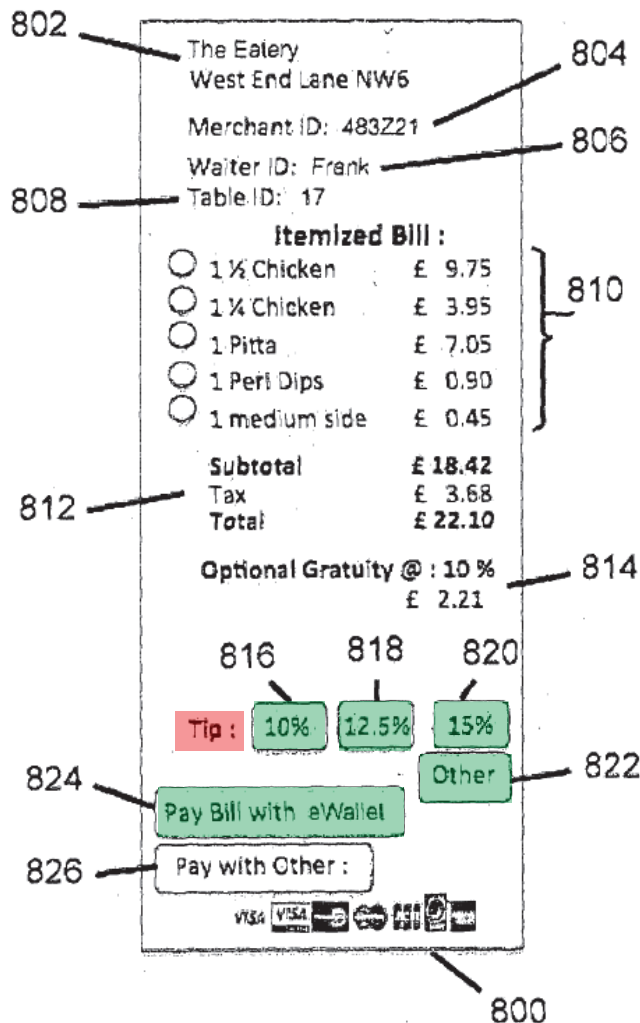 802
The Eatery
West End Lane NW6
804
Merchant ID: 483Z21
806
Waiter ID: Frank
808
Table ID: 17
Itemized Bill :
1 ½ Chicken £ 9.75
1 ¼ Chicken £ 3.95
810
1 Pitta £ 7.05
1 Peri Dips £ 0.90
1 medium side £ 0.45
Subtotal £ 18.42
812
Tax £ 3.68
Total £ 22.10
Optional Gratuity @ : 10 %
814
£ 2.21
816 818 820
Tip : 10% 12.5% 15%
Other
822
824
Pay Bill with eWallet
826
Pay with Other :
VISA VISA
800